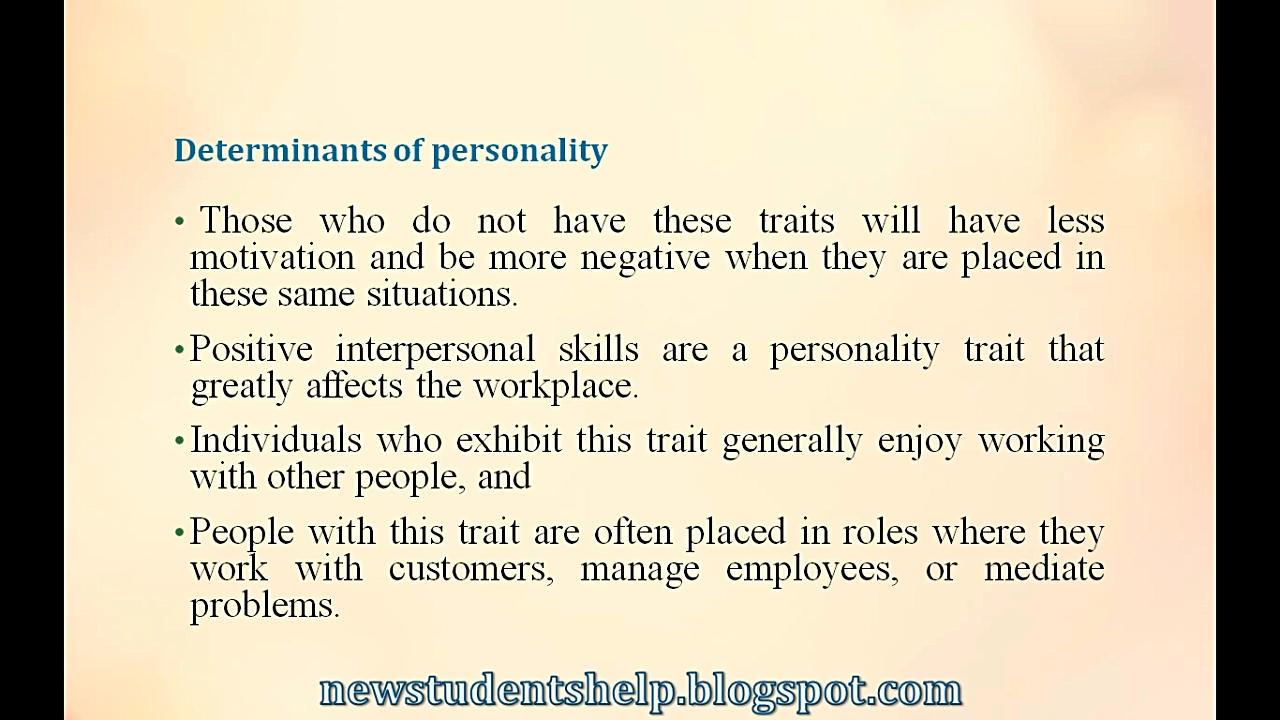 Determinants of personality
• Those who do not have these traits will have less
motivation and be more negative when they are placed in
these same situations.
• Positive interpersonal skills are a personality trait that
greatly affects the workplace.
• Individuals who exhibit this trait generally enjoy working
with other people, and
• People with this trait are often placed in roles where they
work with customers, manage employees, or mediate
problems.
newstudentshelp.blogspot.com